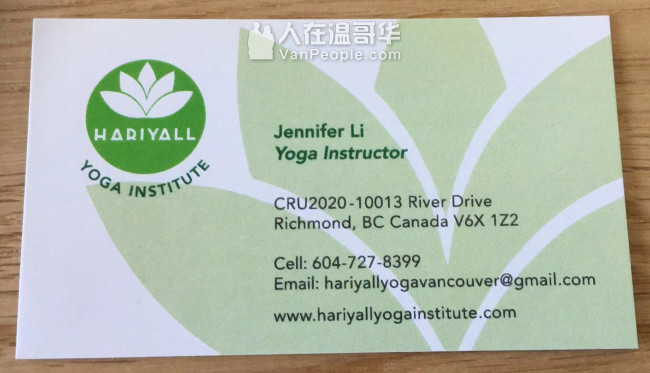 人在温哥华
VanPeople.com
HARIYALL
YOGA INSTITUTE
Jennifer Li
Yoga Instructor
CRU2020-10013 River Drive
Richmond, BC Canada V6X 1Z2
Cell: 604-727-8399
Email: hariyallyogavancouver@gmail.com
www.hariyallyogainstitute.com